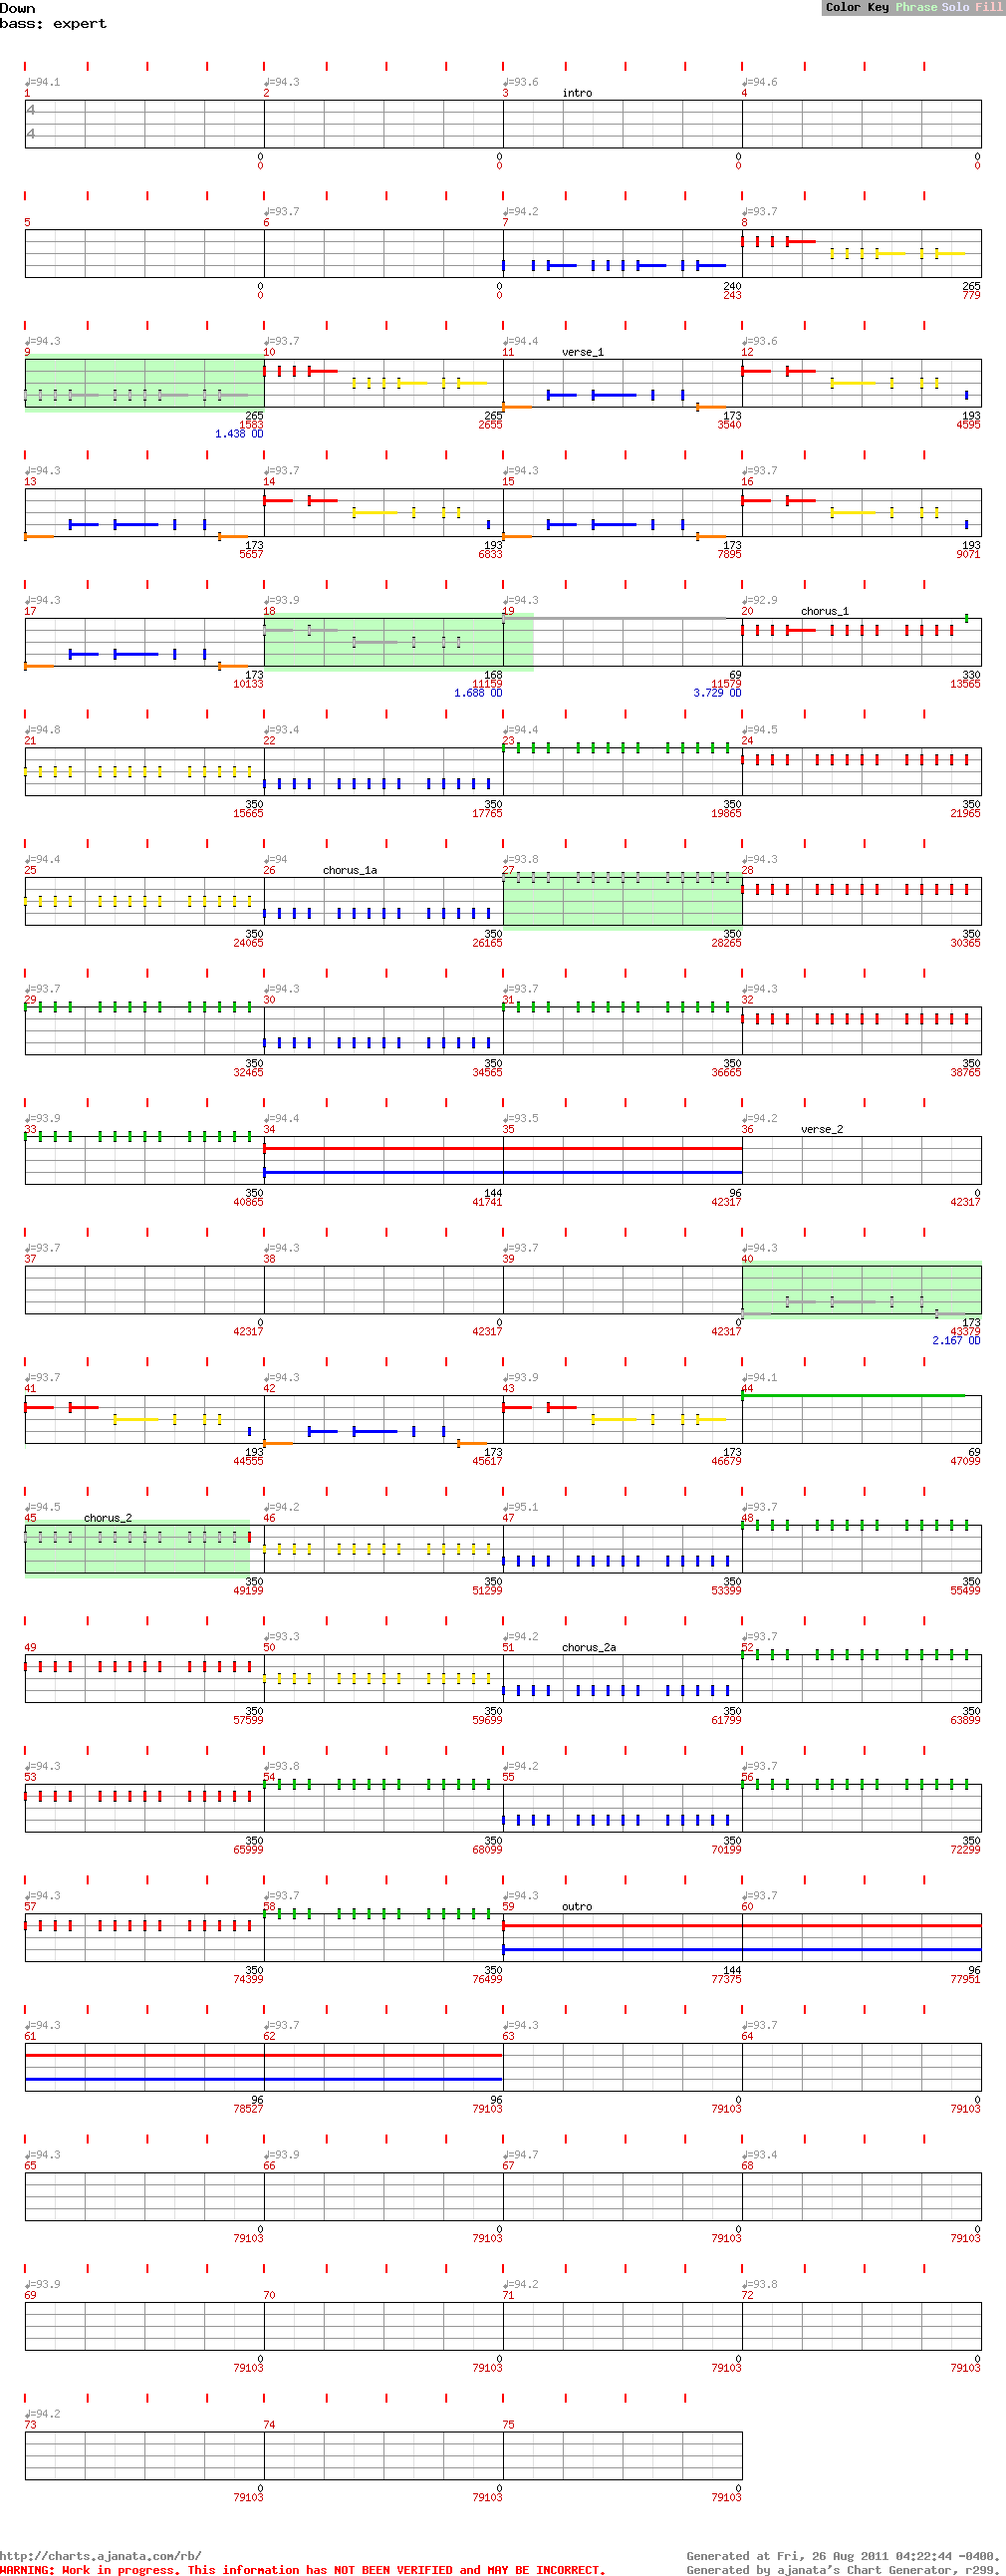 Down
Color Key Phrase Solo Fill
bass: expert
♩=94.1 ♩=94.3 ♩=93.6 ♩=94.6
1 2 3 intro 4
4
4
0 0 0 0
0 0 0 0
♩=93.7 ♩=94.2 ♩=93.7
5 6 7 8
0 0 240 265
0 0 243 779
♩=94.3 ♩=93.7 ♩=94.4 ♩=93.6
9 10 11 verse_1 12
265 265 173 193
1583 2655 3540 4595
1.438 OD
♩=94.3 ♩=93.7 ♩=94.3 ♩=93.7
13 14 15 16
173 193 173 193
5657 6833 7895 9071
♩=94.3 ♩=93.9 ♩=94.3 ♩=92.9
17 18 19 20 chorus_1
173 168 69 330
10133 11159 11579 13565
1.688 OD 3.729 OD
♩=94.8 ♩=93.4 ♩=94.4 ♩=94.5
21 22 23 24
350 350 350 350
15665 17765 19865 21965
♩=94.4 ♩=94 ♩=93.8 ♩=94.3
25 26 chorus_1a 27 28
350 350 350 350
24065 26165 28265 30365
♩=93.7 ♩=94.3 ♩=93.7 ♩=94.3
29 30 31 32
350 350 350 350
32465 34565 36665 38765
♩=93.9 ♩=94.4 ♩=93.5 ♩=94.2
33 34 35 36 verse_2
350 144 96 0
40865 41741 42317 42317
♩=93.7 ♩=94.3 ♩=93.7 ♩=94.3
37 38 39 40
0 0 0 173
42317 42317 42317 43379
2.167 OD
♩=93.7 ♩=94.3 ♩=93.9 ♩=94.1
41 42 43 44
193 173 173 69
44555 45617 46679 47099
♩=94.5 ♩=94.2 ♩=95.1 ♩=93.7
45 chorus_2 46 47 48
350 350 350 350
49199 51299 53399 55499
♩=93.3 ♩=94.2 ♩=93.7
49 50 51 chorus_2a 52
350 350 350 350
57599 59699 61799 63899
♩=94.3 ♩=93.8 ♩=94.2 ♩=93.7
53 54 55 56
350 350 350 350
65999 68099 70199 72299
♩=94.3 ♩=93.7 ♩=94.3 ♩=93.7
57 58 59 outro 60
350 350 144 96
74399 76499 77375 77951
♩=94.3 ♩=93.7 ♩=94.3 ♩=93.7
61 62 63 64
96 96 0 0
78527 79103 79103 79103
♩=94.3 ♩=93.9 ♩=94.7 ♩=93.4
65 66 67 68
0 0 0 0
79103 79103 79103 79103
♩=93.9 ♩=94.2 ♩=93.8
69 70 71 72
0 0 0 0
79103 79103 79103 79103
♩=94.2
73 74 75
0 0 0
79103 79103 79103
http://charts.ajanata.com/rb/
Generated at Fri, 26 Aug 2011 04:22:44 -0400.
WARNING: Work in progress. This information has NOT BEEN VERIFIED and MAY BE INCORRECT.
Generated by ajanata's Chart Generator, r299.